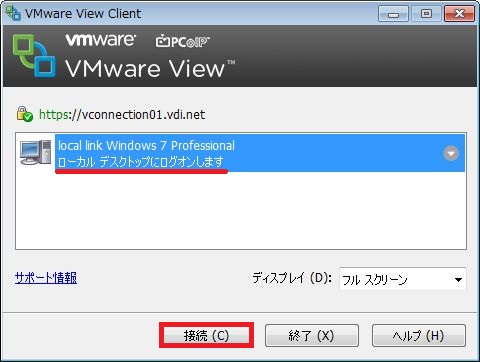 VMware View Client
vmware PCoIP
VMware View™
https://vconnection01.vdi.net
local link Windows 7 Professional
ローカル デスクトップにログオンします
サポート情報
ディスプレイ (D): フル スクリーン
接続 (C) 終了 (X) ヘルプ (H)